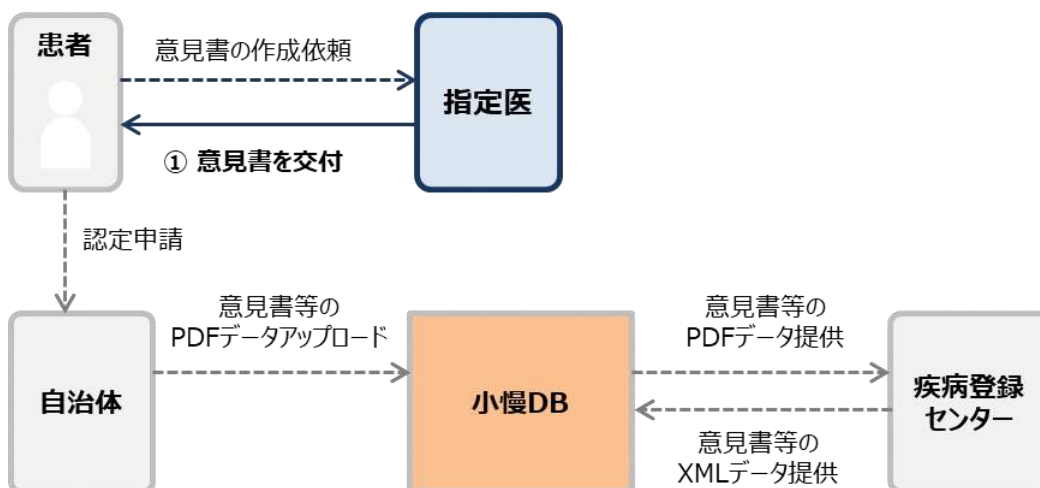 患者
意見書の作成依頼
指定医
① 意見書を交付
認定申請
意見書等の
PDFデータアップロード
意見書等の
PDFデータ提供
自治体
小慢DB
疾病登録
センター
意見書等の
XMLデータ提供